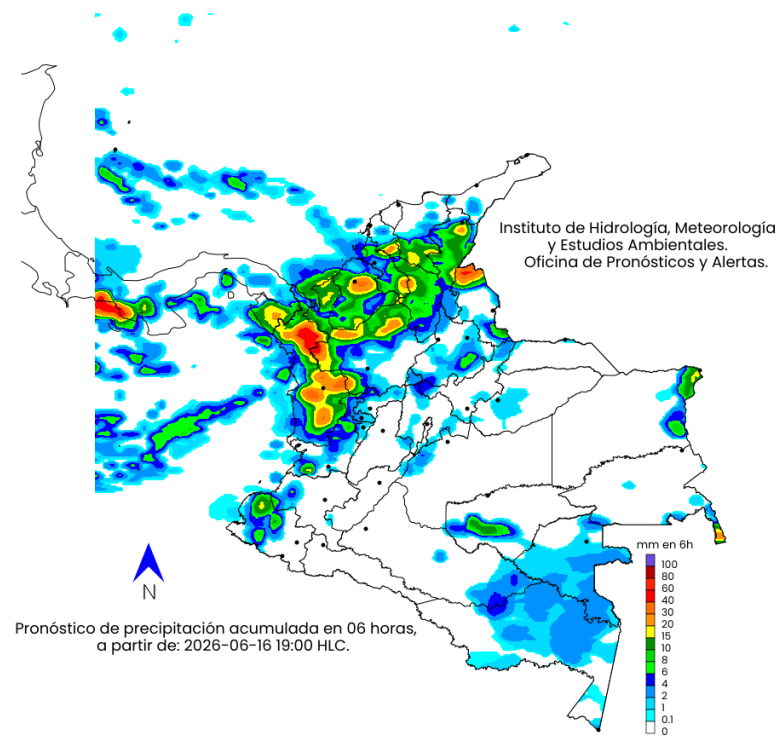 Instituto de Hidrología, Meteorología
y Estudios Ambientales.
Oficina de Pronósticos y Alertas.
mm en 6h
100
80
60
40
30
20
15
10
8
6
4
2
1
0.1
0
N
Pronóstico de precipitación acumulada en 06 horas,
a partir de: 2026-06-16 19:00 HLC.